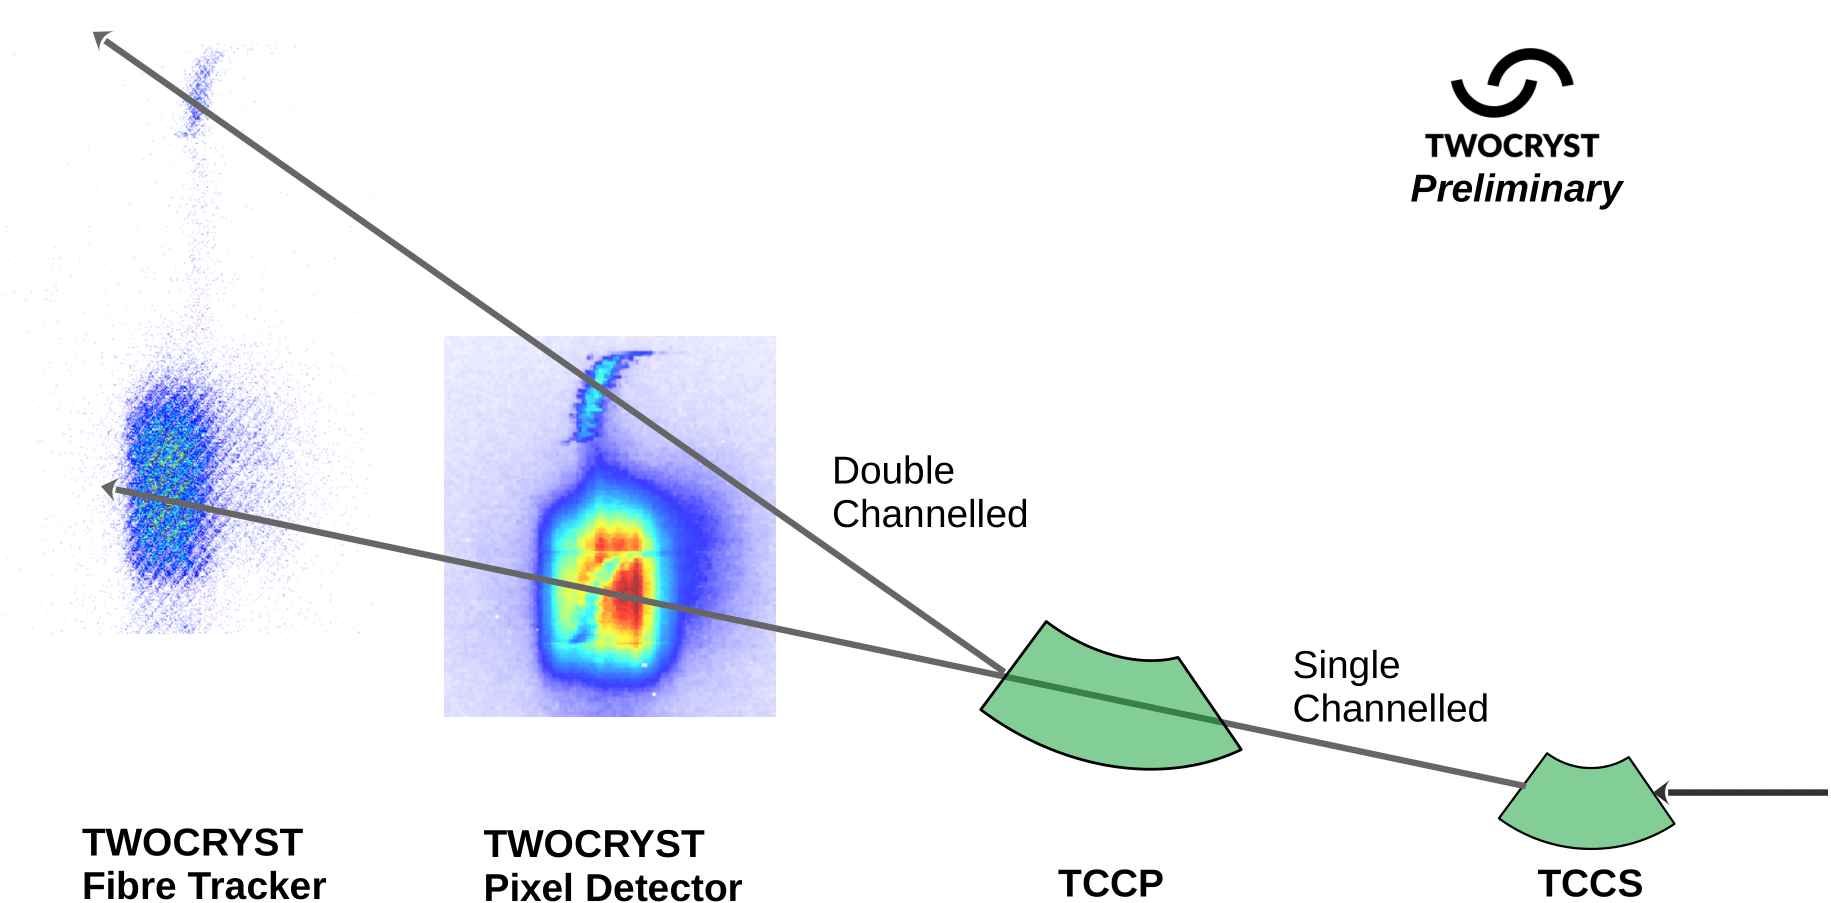 TWOCRYST
Preliminary
Double
Channelled
Single
Channelled
TWOCRYST
Fibre Tracker
TWOCRYST
Pixel Detector
TCCP
TCCS